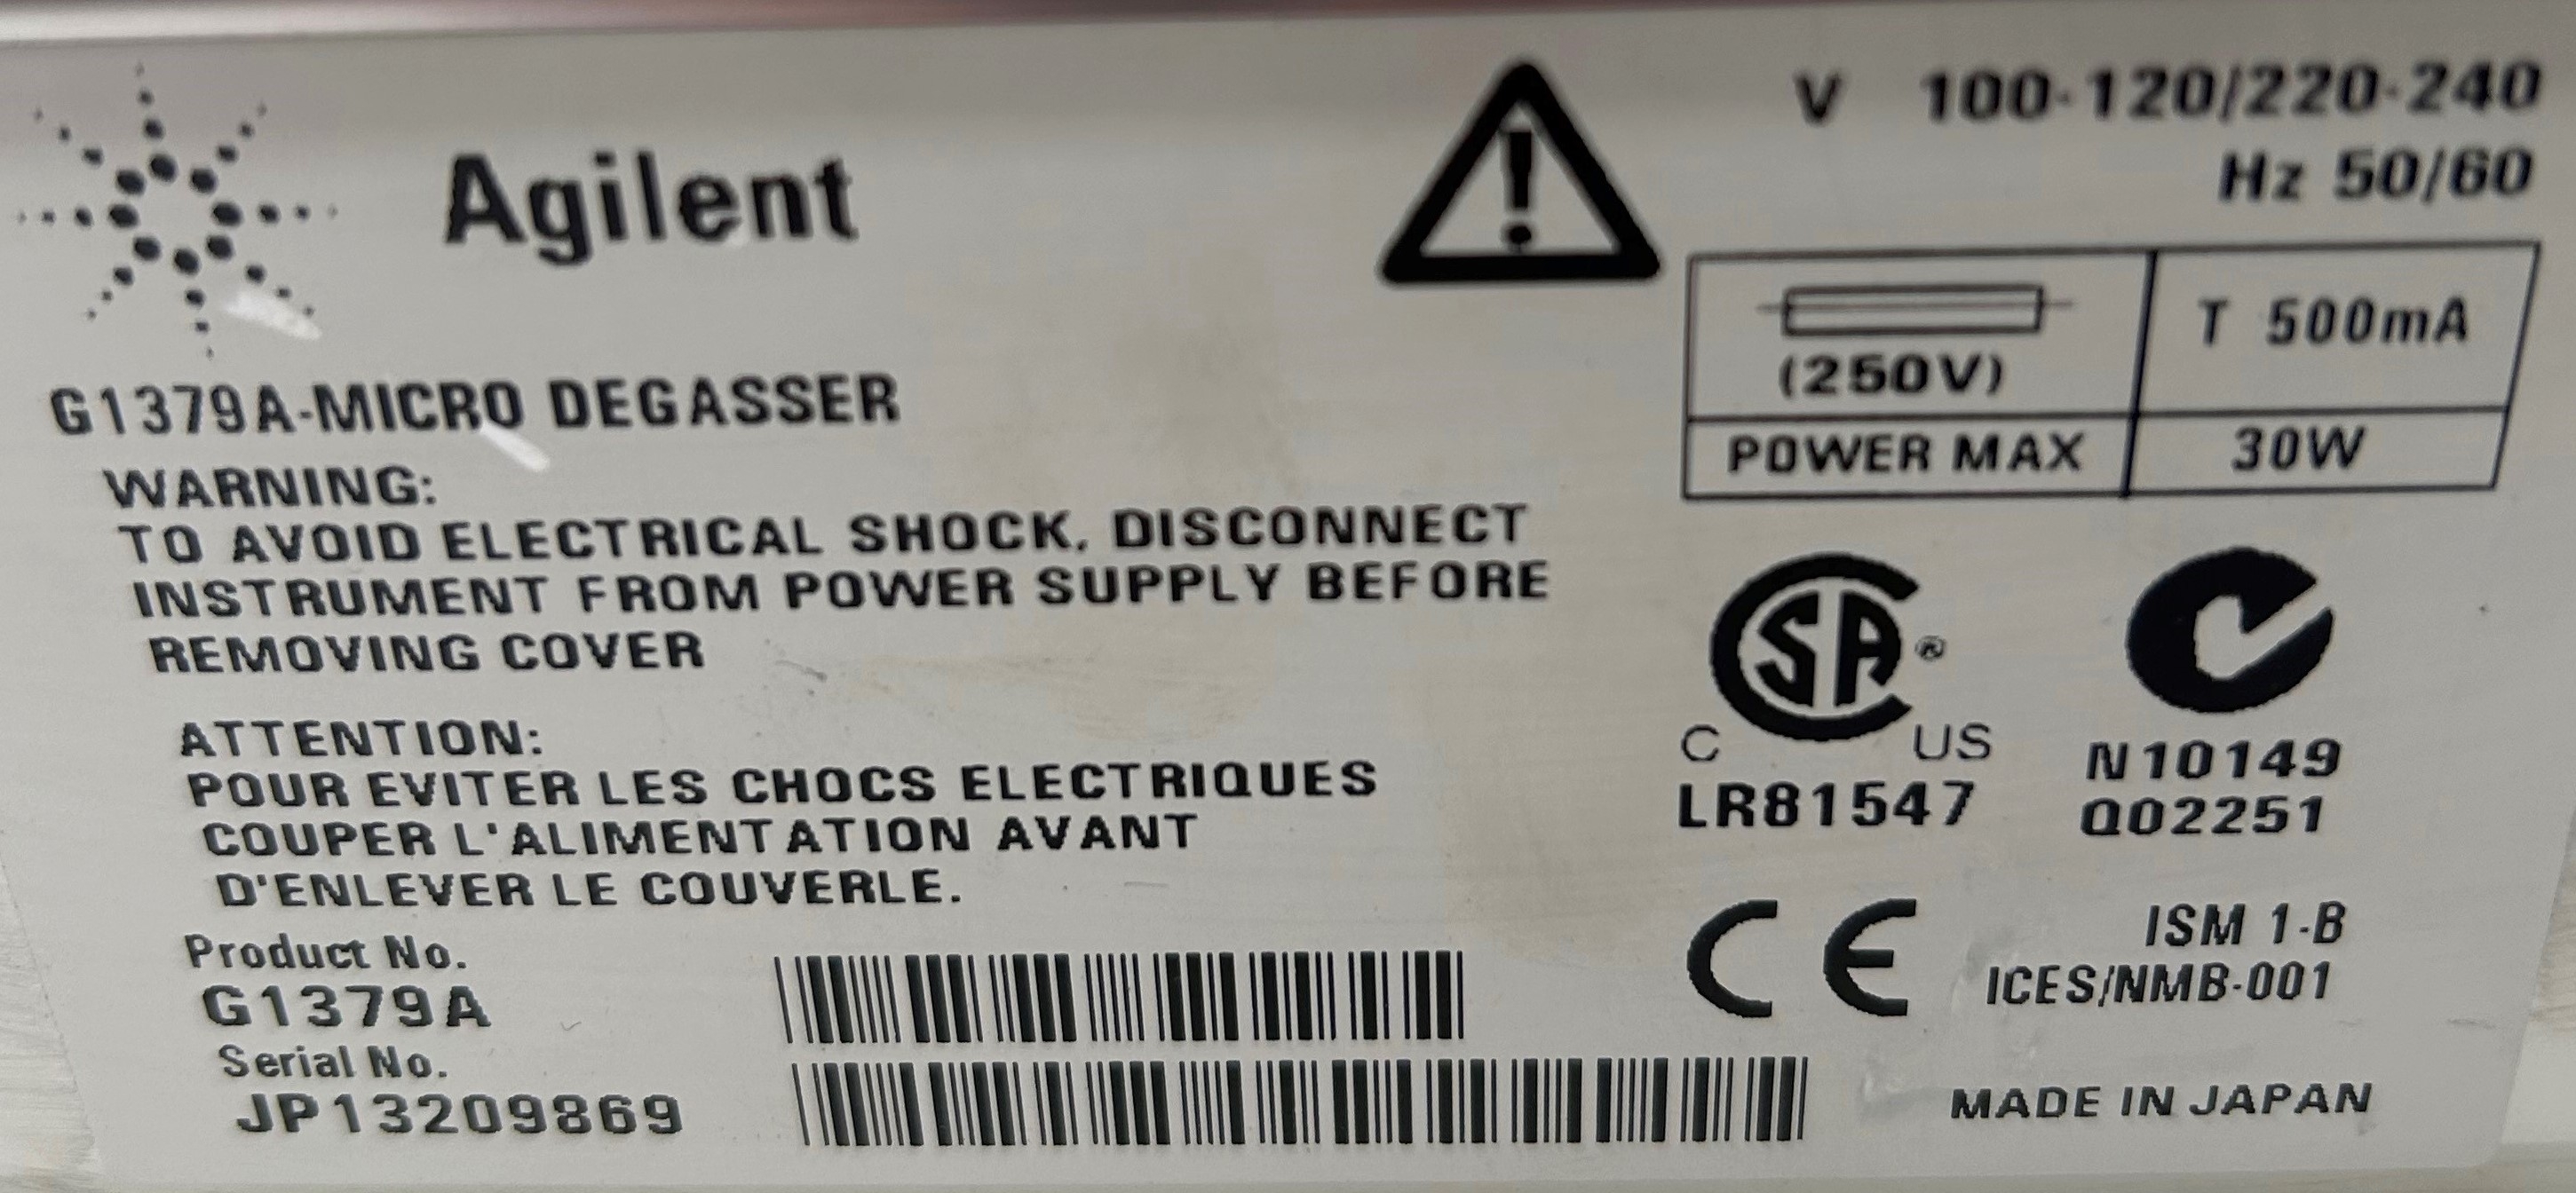 Agilent
V 100-120/220-240
Hz 50/60
(250V)
T 500mA
POWER MAX
30W
G1379A-MICRO DEGASSER
WARNING:
TO AVOID ELECTRICAL SHOCK, DISCONNECT
INSTRUMENT FROM POWER SUPPLY BEFORE
REMOVING COVER
ATTENTION:
POUR EVITER LES CHOCS ELECTRIQUES
COUPER L'ALIMENTATION AVANT
D'ENLEVER LE COUVERLE.
Product No.
G1379A
Serial No.
JP13209869
SA ®
C US
LR81547
N10149
Q02251
CE
ISM 1-B
ICES/NMB-001
MADE IN JAPAN